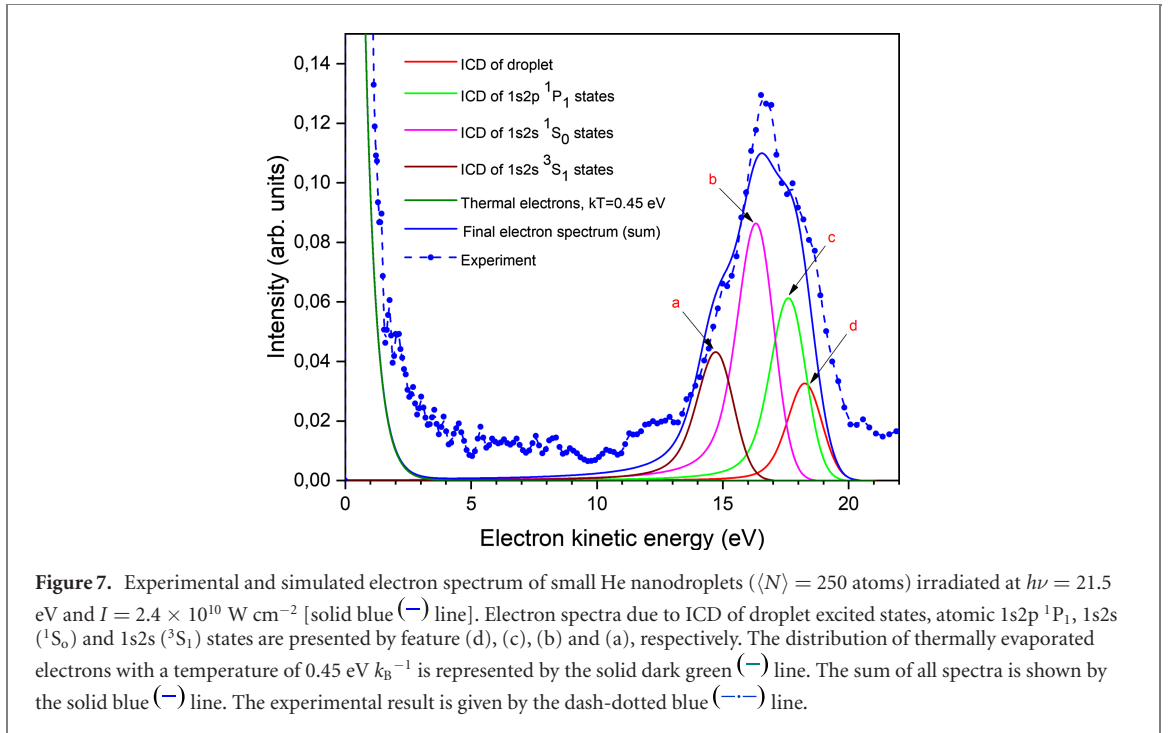 0,14
0,12
0,10
0,08
0,06
0,04
0,02
0,00
Intensity (arb. units)
ICD of droplet
ICD of 1s2p ¹P₁ states
ICD of 1s2s ¹S₀ states
ICD of 1s2s ³S₁ states
Thermal electrons, kT=0.45 eV
Final electron spectrum (sum)
Experiment
a
b
c
d
0 5 10 15 20
Electron kinetic energy (eV)
Figure 7. Experimental and simulated electron spectrum of small He nanodroplets (⟨N⟩ = 250 atoms) irradiated at hν = 21.5
eV and I = 2.4 × 10¹⁰ W cm⁻² [solid blue (−) line]. Electron spectra due to ICD of droplet excited states, atomic 1s2p ¹P₁, 1s2s
(¹Sₒ) and 1s2s (³S₁) states are presented by feature (d), (c), (b) and (a), respectively. The distribution of thermally evaporated
electrons with a temperature of 0.45 eV k_B⁻¹ is represented by the solid dark green (−) line. The sum of all spectra is shown by
the solid blue (−) line. The experimental result is given by the dash-dotted blue (−·−) line.